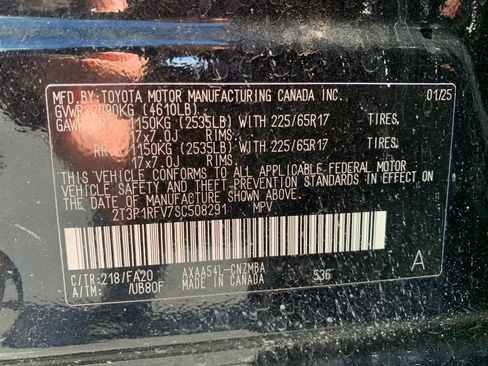 MFD.BY:TOYOTA MOTOR MANUFACTURING CANADA INC. 01/25
GVWR 2090KG (4610LB)
GAWR 1150KG (2535LB) WITH 225/65R17 TIRES,
17x7.0J RIMS,
RR 1150KG (2535LB) WITH 225/65R17 TIRES,
17x7.0J RIMS,
THIS VEHICLE CONFORMS TO ALL APPLICABLE FEDERAL MOTOR
VEHICLE SAFETY AND THEFT PREVENTION STANDARDS IN EFFECT
ON THE DATE OF MANUFACTURE SHOWN ABOVE.
2T3P1RFV7SC508291 MPV
C/TR:218/FA20 AXAA54L-CNZMBA 536 A
A/TM: /UB80F MADE IN CANADA